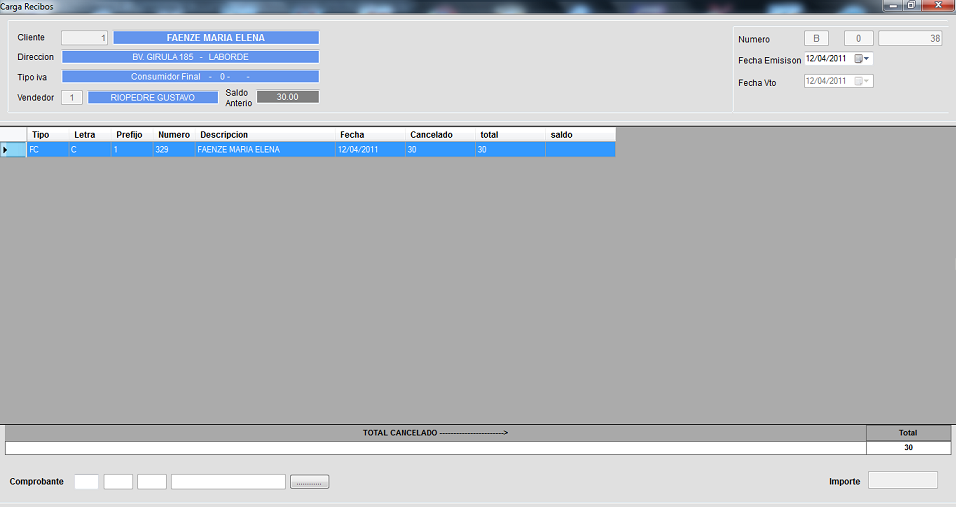 Carga Recibos
Cliente 1 FAENZE MARIA ELENA
Direccion BV. GIRULA 185 - LABORDE
Tipo iva Consumidor Final - 0 - -
Vendedor 1 RIOPEDRE GUSTAVO Saldo Anterio 30.00
Numero B 0 38
Fecha Emisison 12/04/2011
Fecha Vto 12/04/2011
Tipo Letra Prefijo Numero Descripcion Fecha Cancelado total saldo
FC C 1 329 FAENZE MARIA ELENA 12/04/2011 30 30
TOTAL CANCELADO -----------------------> Total
30
Comprobante ............ Importe